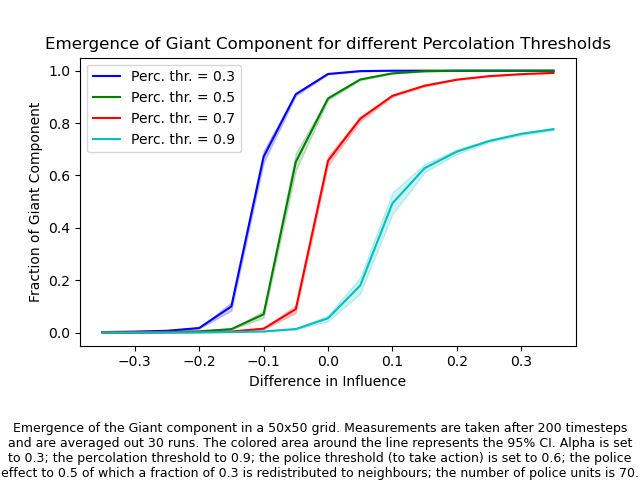 Emergence of Giant Component for different Percolation Thresholds
Perc. thr. = 0.3
Perc. thr. = 0.5
Perc. thr. = 0.7
Perc. thr. = 0.9
Fraction of Giant Component
1.0
0.8
0.6
0.4
0.2
0.0
−0.3 −0.2 −0.1 0.0 0.1 0.2 0.3
Difference in Influence
Emergence of the Giant component in a 50x50 grid. Measurements are taken after 200 timesteps
and are averaged out 30 runs. The colored area around the line represents the 95% CI. Alpha is set
to 0.3; the percolation threshold to 0.9; the police threshold (to take action) is set to 0.6; the police
effect to 0.5 of which a fraction of 0.3 is redistributed to neighbours; the number of police units is 70.